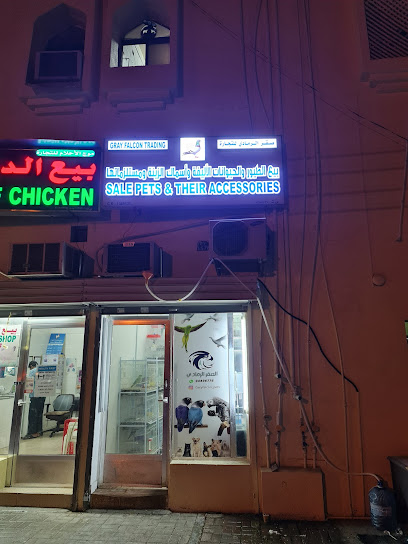 GRAY FALCON TRADING
صقر الرمادي للتجارة
بيع الطيور والحيوانات الأليفة وأسماك الزينة ومستلزماتها
SALE PETS & THEIR ACCESSORIES
بيع الد
F CHICKEN
SHOP
الصقر الرمادي